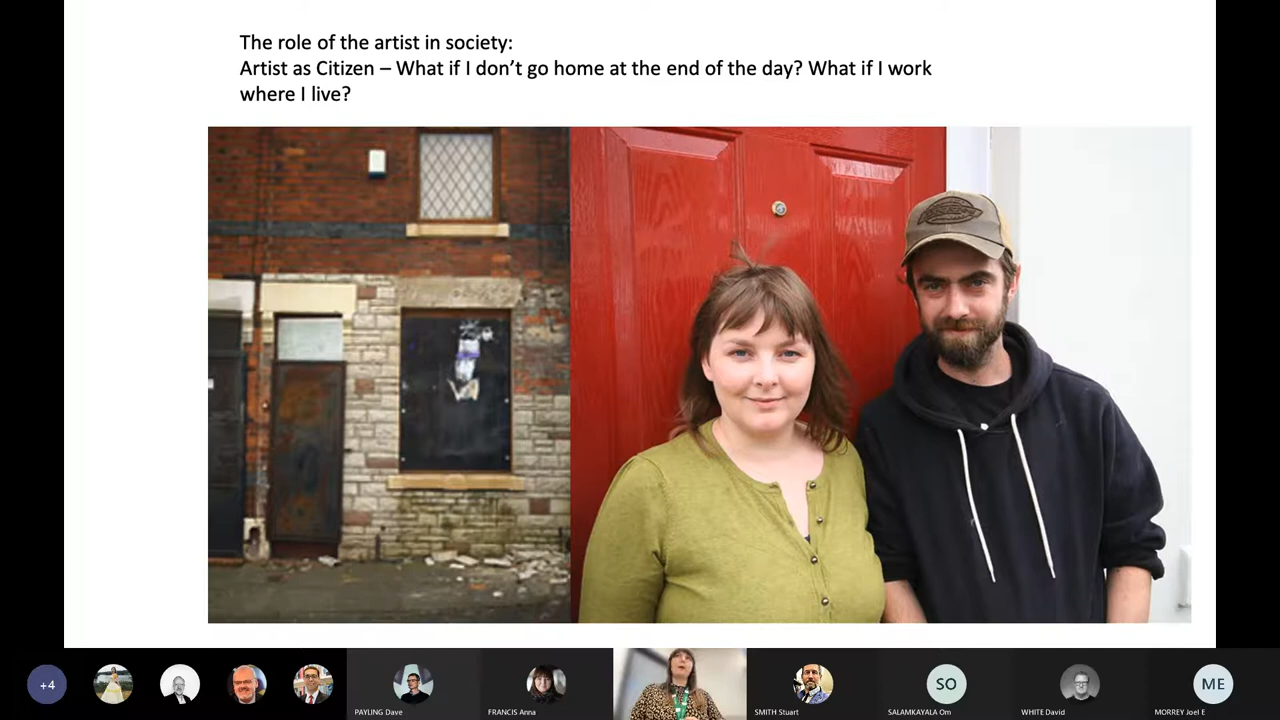 The role of the artist in society:
Artist as Citizen – What if I don’t go home at the end of the day? What if I work
where I live?
+4
PAYLING Dave
FRANCIS Anna
SMITH Stuart
SO
SALAMKAYALA Om
WHITE David
ME
MORREY Joel E